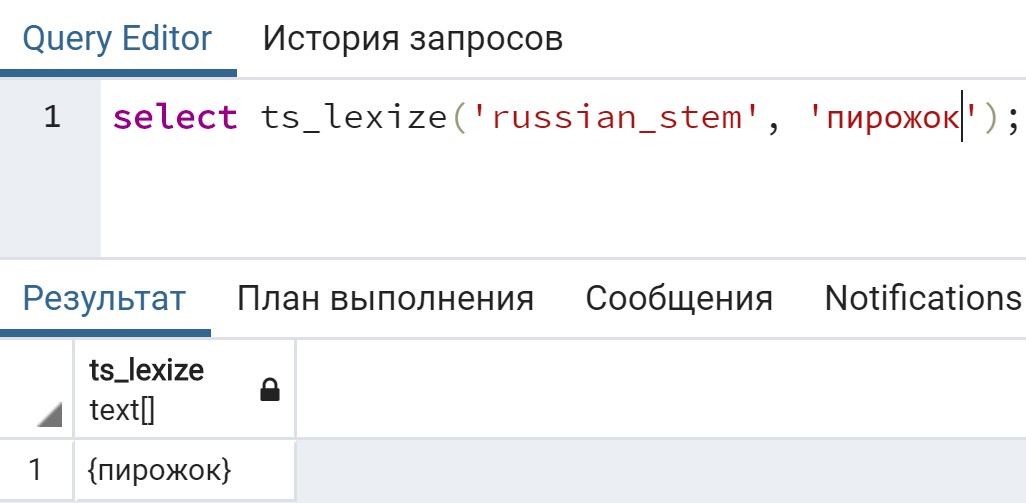 Query Editor История запросов
1 select ts_lexize('russian_stem', 'пирожок');
Результат План выполнения Сообщения Notifications
ts_lexize
text[]
1 {пирожок}